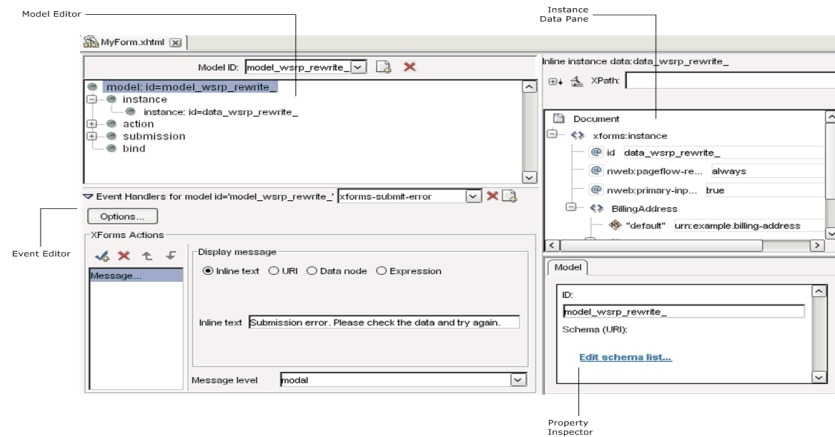 Model Editor
Instance
Data Pane
MyForm.xhtml
Model ID: model_wsrp_rewrite_
model: id=model_wsrp_rewrite_
instance
instance: id=data_wsrp_rewrite_
action
submission
bind
Event Handlers for model id='model_wsrp_rewrite_' xforms-submit-error
Options...
Event Editor
XForms Actions
Message...
Display message
Inline text URI Data node Expression
Inline text Submission error. Please check the data and try again.
Message level modal
Inline instance data:data_wsrp_rewrite_
XPath:
Document
xforms:instance
id data_wsrp_rewrite_
nweb:pageflow-re... always
nweb:primary-inp... true
BillingAddress
"default" urn:example.billing-address
Model
ID:
model_wsrp_rewrite_
Schema (URI):
Edit schema list...
Property
Inspector